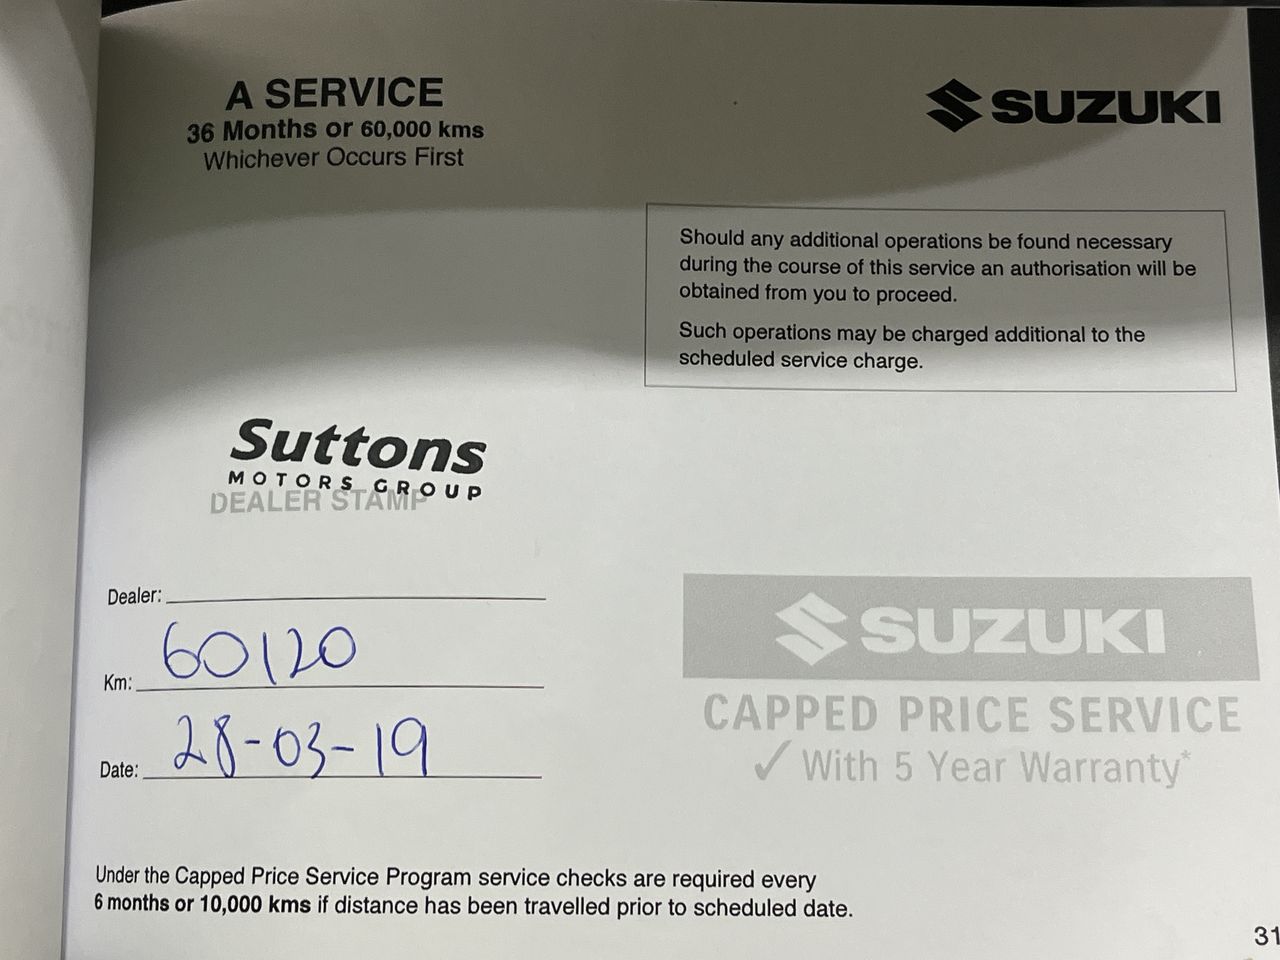 A SERVICE
36 Months or 60,000 kms
Whichever Occurs First
SUZUKI
Should any additional operations be found necessary
during the course of this service an authorisation will be
obtained from you to proceed.
Such operations may be charged additional to the
scheduled service charge.
Suttons
MOTORS GROUP
DEALER STAMP
Dealer:
Km: 60120
Date: 28-03-19
SUZUKI
CAPPED PRICE SERVICE
✓ With 5 Year Warranty*
Under the Capped Price Service Program service checks are required every
6 months or 10,000 kms if distance has been travelled prior to scheduled date.
31